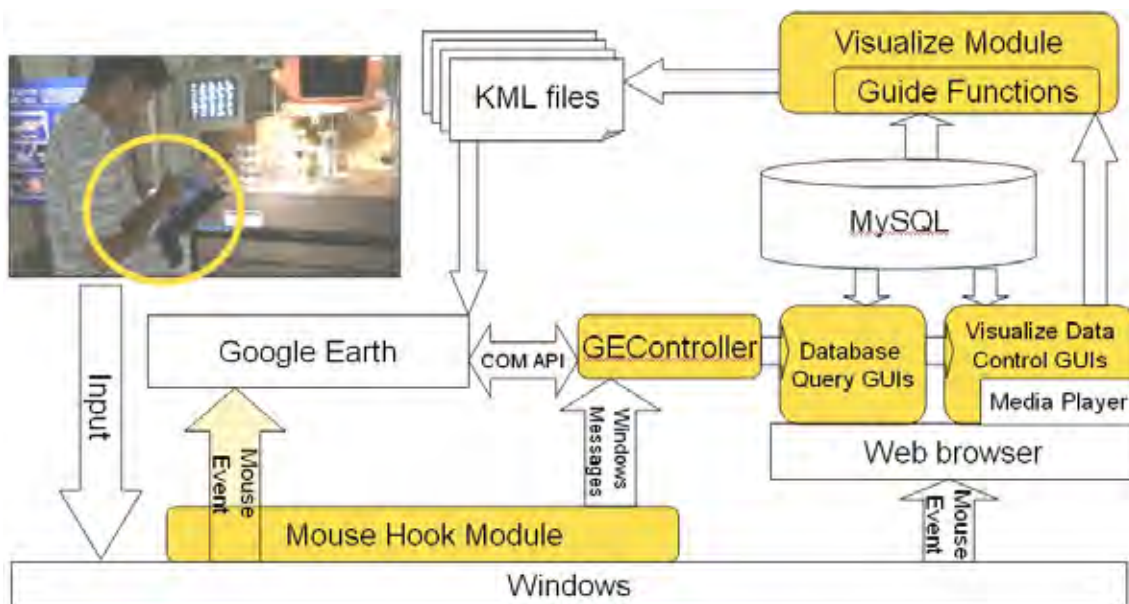 Visualize Module
Guide Functions
KML files
MySQL
Google Earth
COM API
GEController
Database
Query GUIs
Visualize Data
Control GUIs
Media Player
Web browser
Input
Mouse
Event
Windows
Messages
Mouse
Event
Mouse Hook Module
Windows